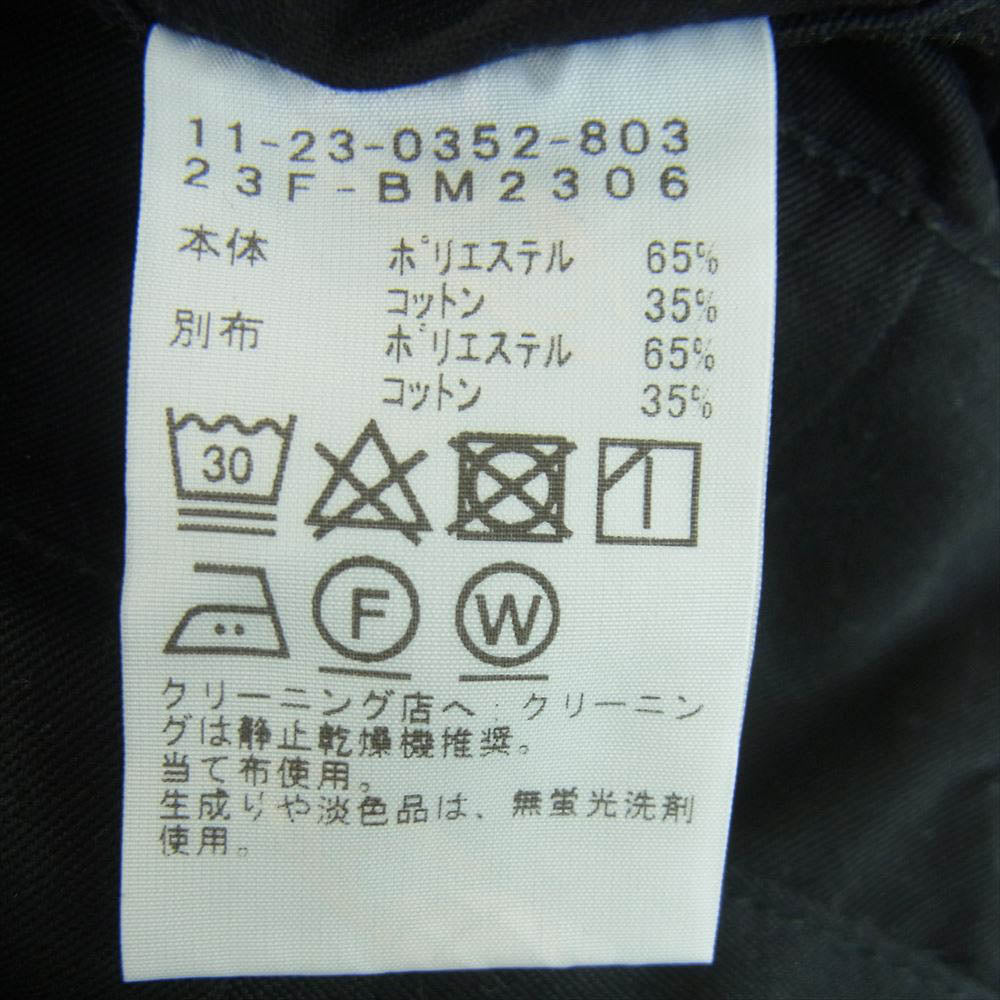 11-23-0352-803
23F-BM2306
本体 ポリエステル 65%
コットン 35%
別布 ポリエステル 65%
コットン 35%
30
F W
クリーニング店へ：クリーニン
グは静止乾燥機推奨。
当て布使用。
生成りや淡色品は、無蛍光洗剤
使用。